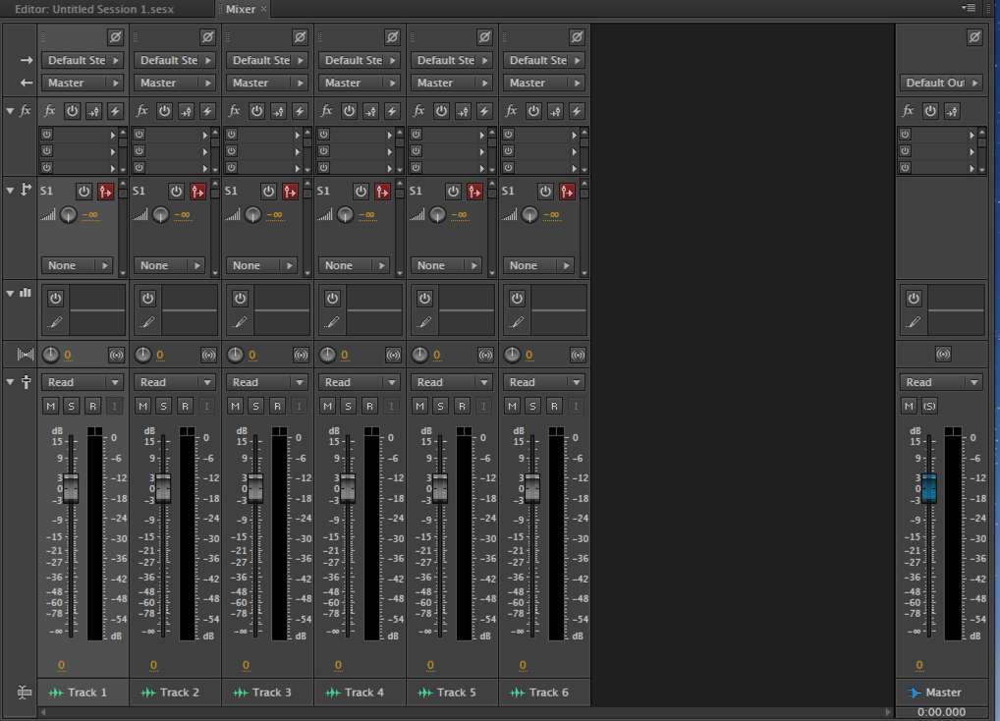 Editor: Untitled Session 1.sesx Mixer ×
Default Ste Default Ste Default Ste Default Ste Default Ste Default Ste
Master Master Master Master Master Master Default Out
fx fx fx fx fx fx fx fx
S1 S1 S1 S1 S1 S1
-∞ -∞ -∞ -∞ -∞ -∞
None None None None None None
0 0 0 0 0 0
Read Read Read Read Read Read Read
M S R I M S R I M S R I M S R I M S R I M S R I M (S)
dB dB dB dB dB dB dB
15 0 15 0 15 0 15 0 15 0 15 0 15 0
9 -6 9 -6 9 -6 9 -6 9 -6 9 -6 9 -6
3 -12 3 -12 3 -12 3 -12 3 -12 3 -12 3 -12
0 0 0 0 0 0 0
-3 -18 -3 -18 -3 -18 -3 -18 -3 -18 -3 -18 -3 -18
-9 -24 -9 -24 -9 -24 -9 -24 -9 -24 -9 -24 -9 -24
-15 -30 -15 -30 -15 -30 -15 -30 -15 -30 -15 -30 -15 -30
-21 -21 -21 -21 -21 -21 -21
-27 -36 -27 -36 -27 -36 -27 -36 -27 -36 -27 -36 -27 -36
-36 -42 -36 -42 -36 -42 -36 -42 -36 -42 -36 -42 -36 -42
-48 -48 -48 -48 -48 -48 -48 -48 -48 -48 -48 -48 -48 -48
-60 -60 -60 -60 -60 -60 -60
-78 -54 -78 -54 -78 -54 -78 -54 -78 -54 -78 -54 -78 -54
-∞ dB -∞ dB -∞ dB -∞ dB -∞ dB -∞ dB -∞ dB
0 0 0 0 0 0 0
Track 1 Track 2 Track 3 Track 4 Track 5 Track 6 Master
0:00.000